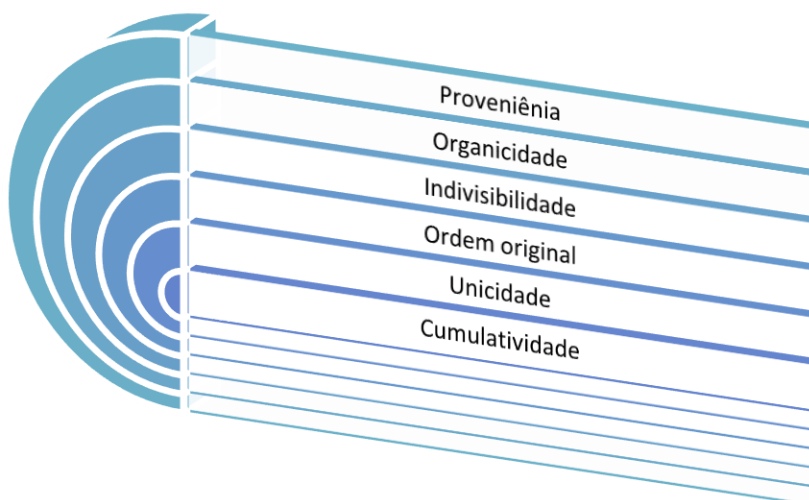 Proveniênia
Organicidade
Indivisibilidade
Ordem original
Unicidade
Cumulatividade